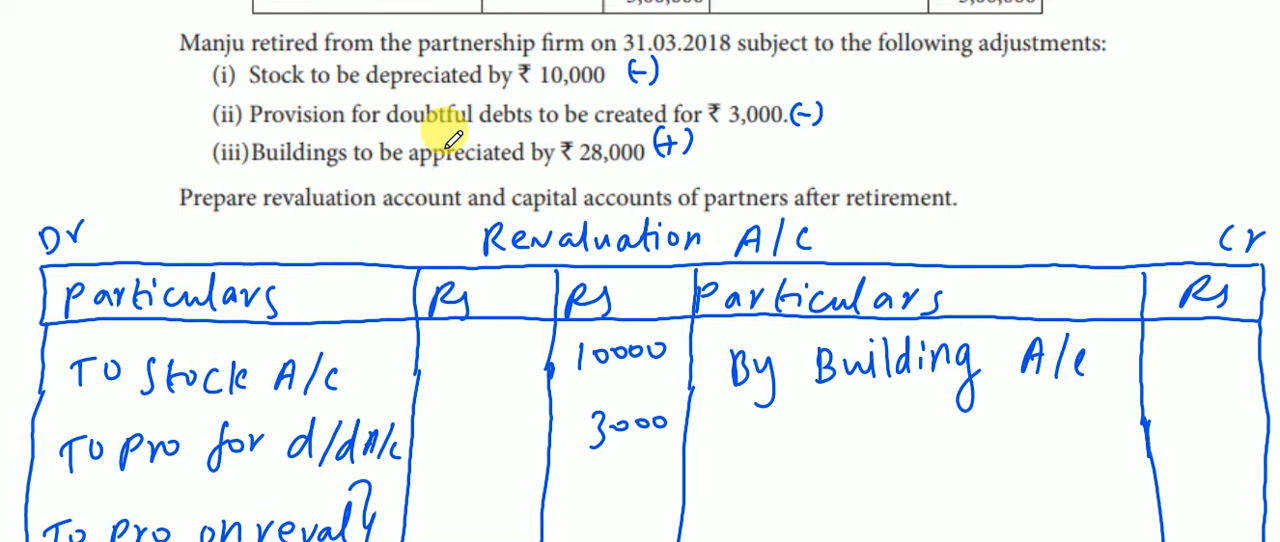 Manju retired from the partnership firm on 31.03.2018 subject to the following adjustments:
(i) Stock to be depreciated by ₹ 10,000 (-)
(ii) Provision for doubtful debts to be created for ₹ 3,000. (-)
(iii) Buildings to be appreciated by ₹ 28,000 (+)
Prepare revaluation account and capital accounts of partners after retirement.
Dr Revaluation A/C Cr
Particulars Rs Rs Particulars Rs
To Stock A/C 10000 By Building A/C
To Pro for d/d A/c 3000
To Pro on reval